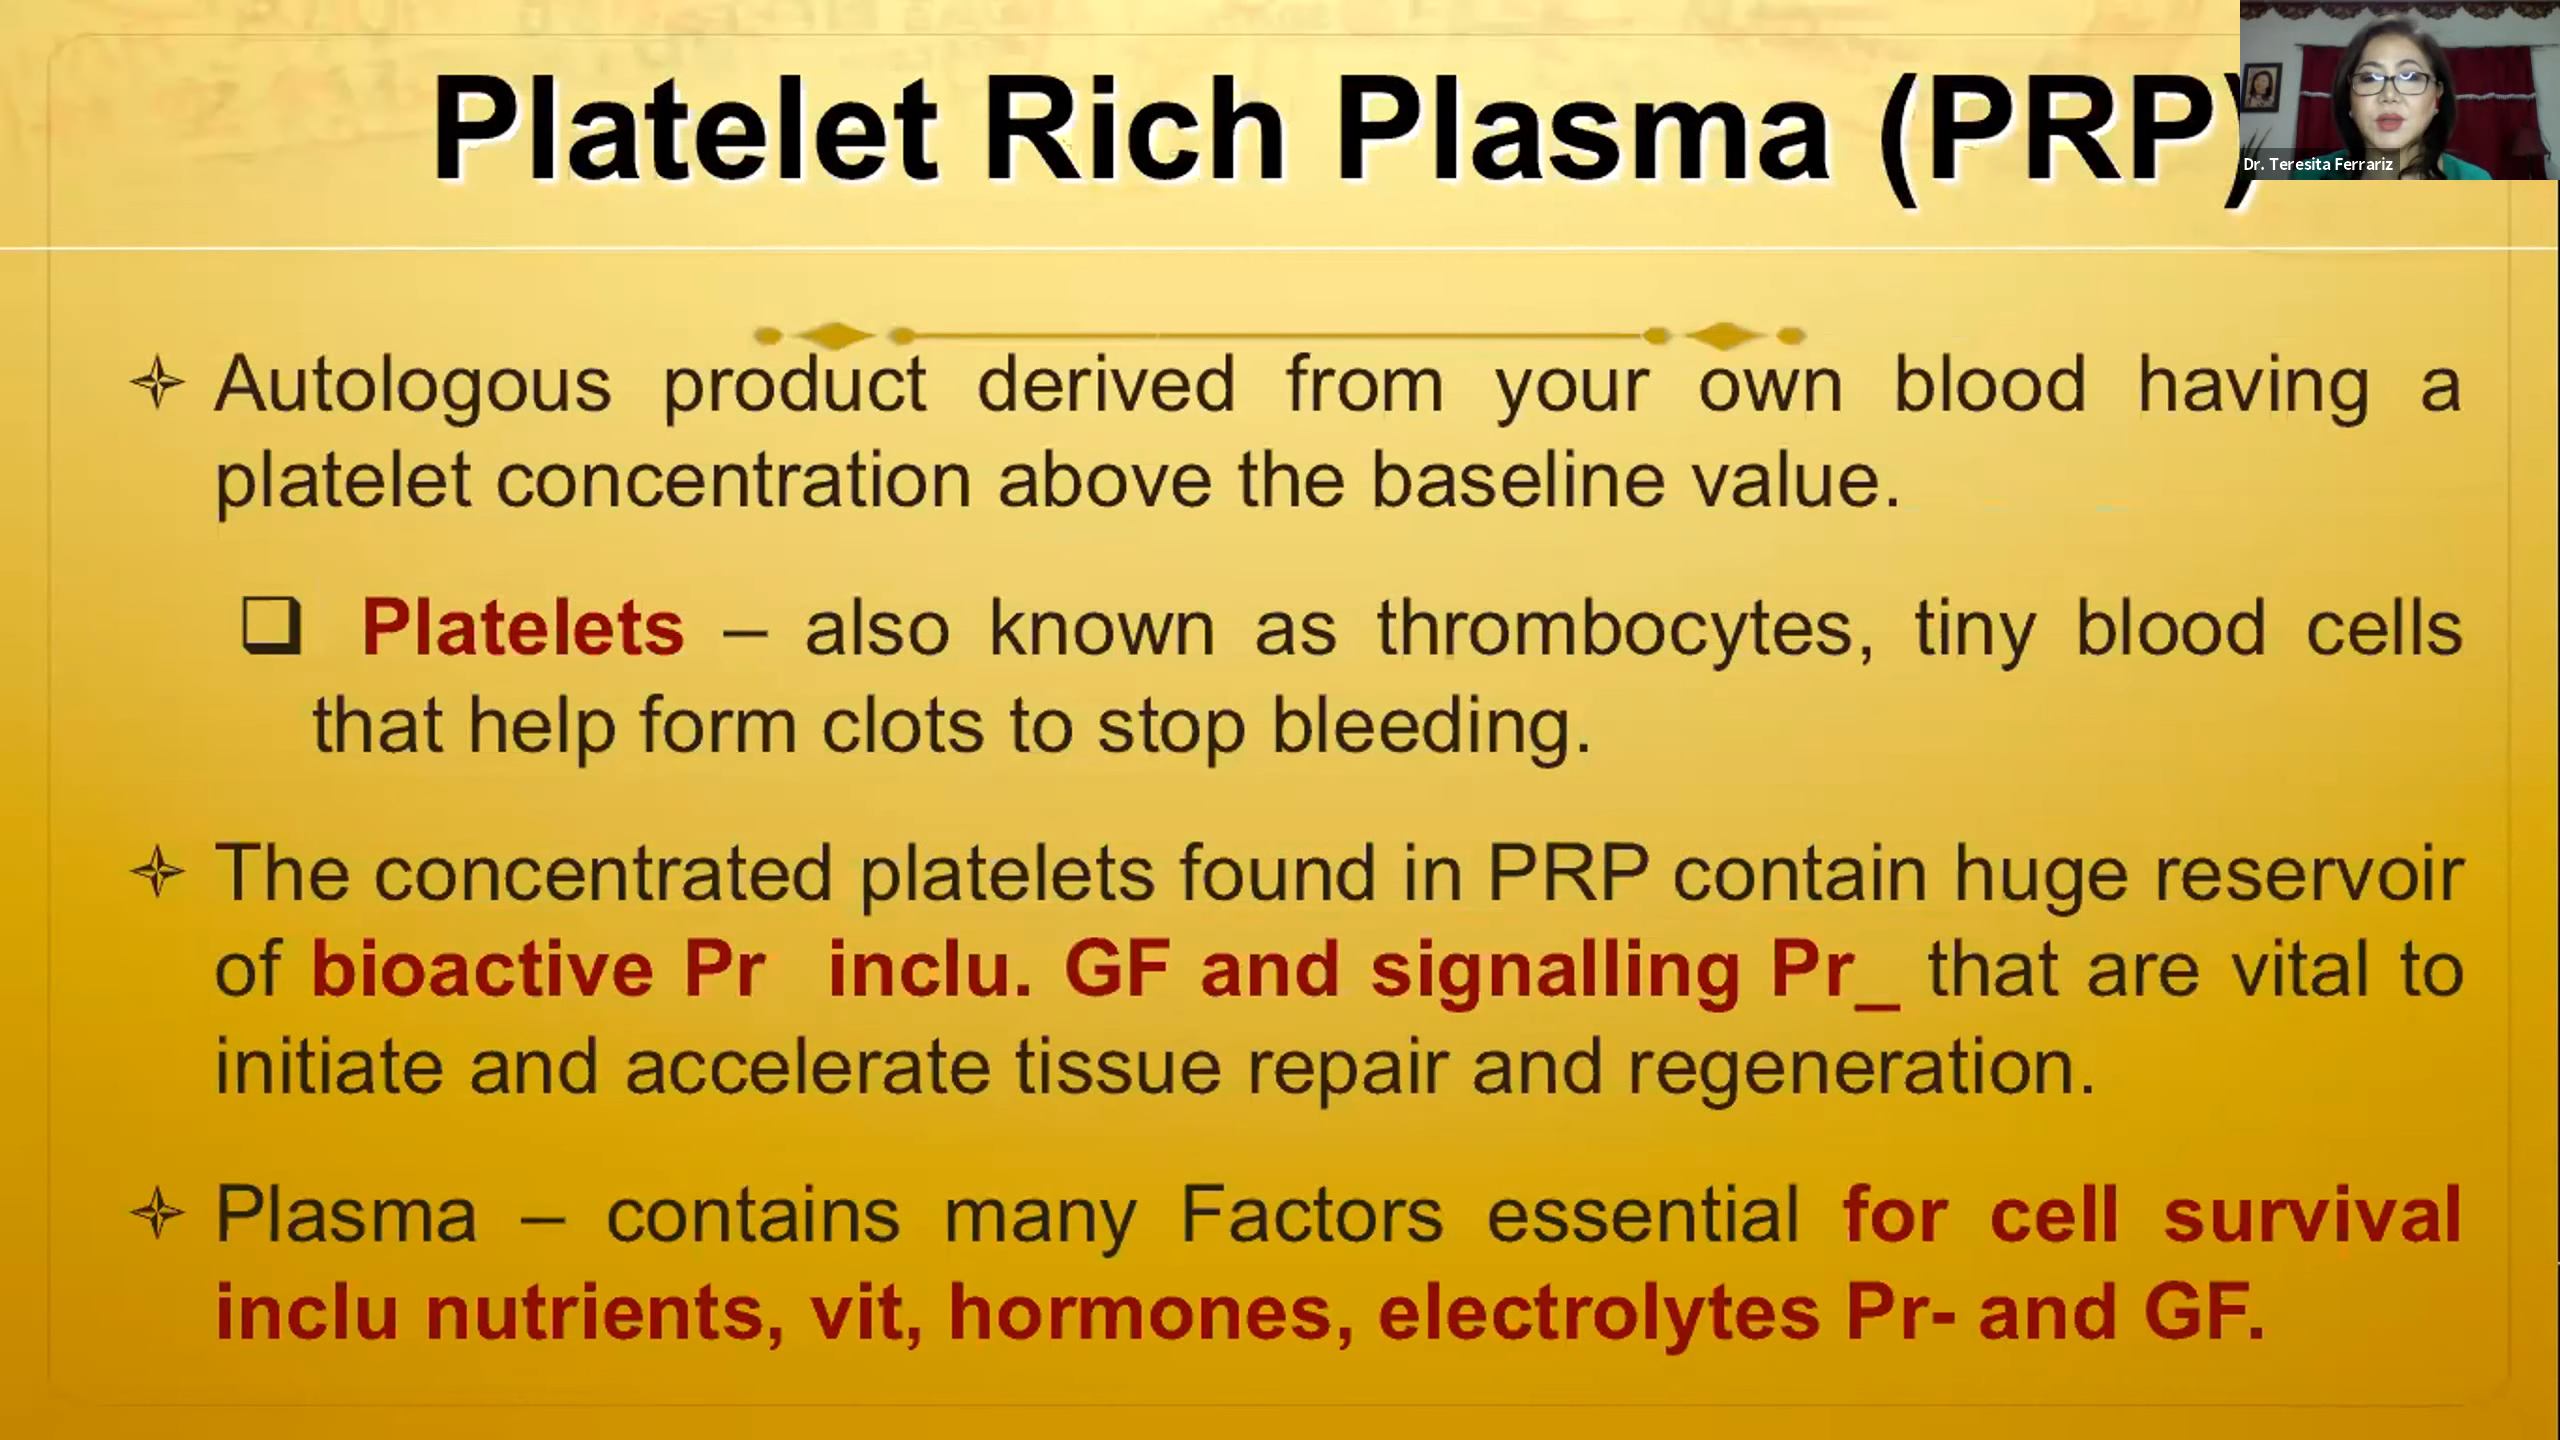 Platelet Rich Plasma (PRP)
Dr. Teresita Ferrariz
Autologous product derived from your own blood having a
platelet concentration above the baseline value.
Platelets – also known as thrombocytes, tiny blood cells
that help form clots to stop bleeding.
The concentrated platelets found in PRP contain huge reservoir
of bioactive Pr inclu. GF and signalling Pr_ that are vital to
initiate and accelerate tissue repair and regeneration.
Plasma – contains many Factors essential for cell survival
inclu nutrients, vit, hormones, electrolytes Pr- and GF.